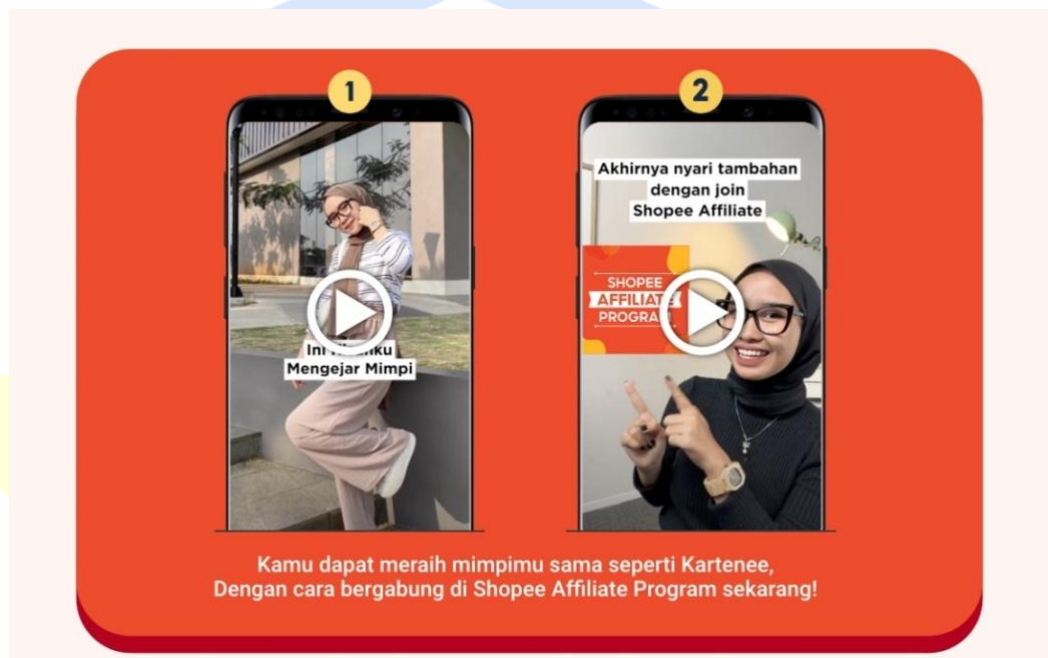 1
Ini
Mengejar Mimpi
2
Akhirnya nyari tambahan
dengan join
Shopee Affiliate
SHOPEE
AFFILIATE
PROGRAM
Kamu dapat meraih mimpimu sama seperti Kartenee,
Dengan cara bergabung di Shopee Affiliate Program sekarang!